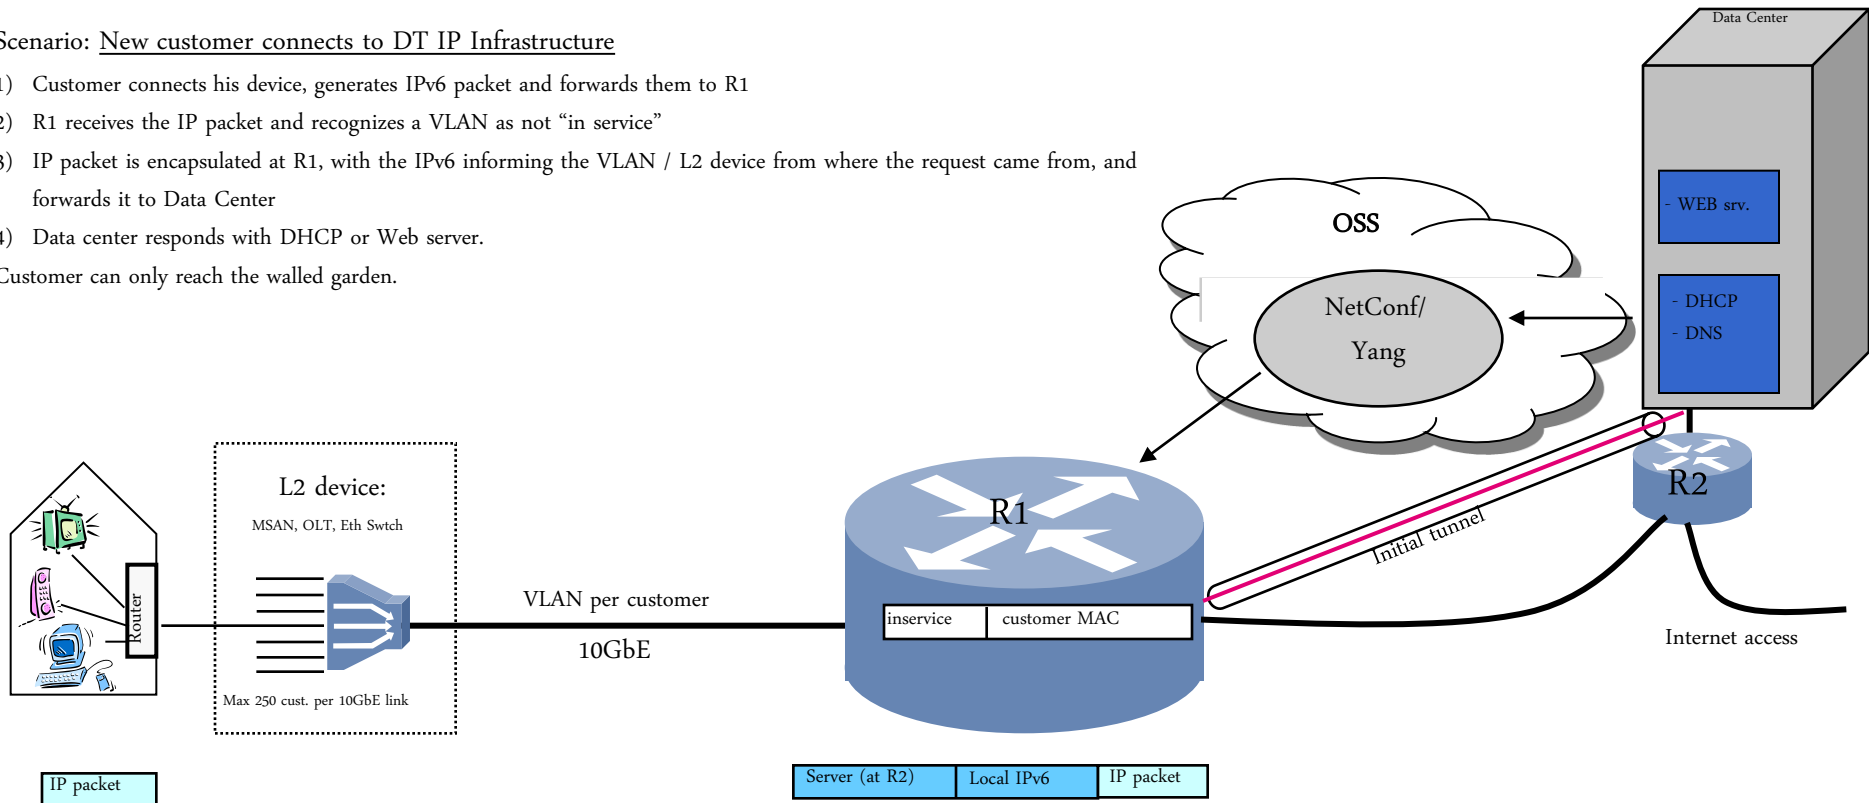 Data Center
Scenario: New customer connects to DT IP Infrastructure
1) Customer connects his device, generates IPv6 packet and forwards them to R1
2) R1 receives the IP packet and recognizes a VLAN as not “in service”
3) IP packet is encapsulated at R1, with the IPv6 informing the VLAN / L2 device from where the request came from, and
forwards it to Data Center
4) Data center responds with DHCP or Web server.
Customer can only reach the walled garden.
- WEB srv.
OSS
- DHCP
- DNS
NetConf/
Yang
L2 device:
MSAN, OLT, Eth Swtch
R1
R2
Initial tunnel
Router
VLAN per customer
10GbE
inservice
customer MAC
Internet access
Max 250 cust. per 10GbE link
IP packet
Server (at R2)
Local IPv6
IP packet